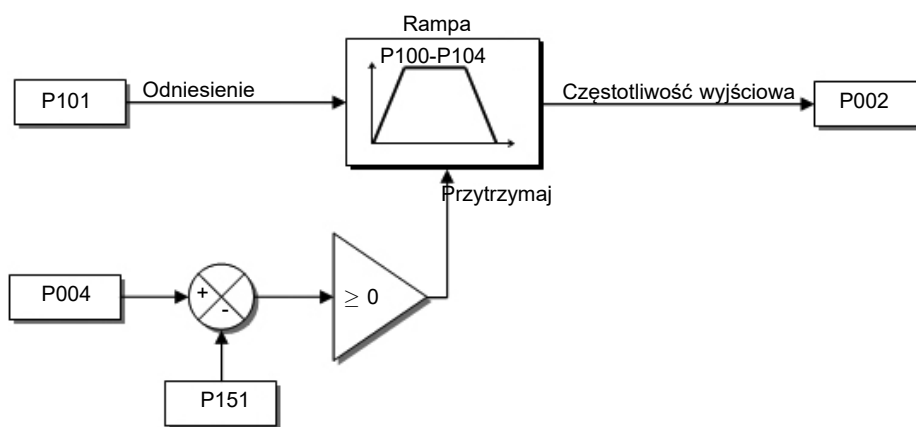 Rampa
P100-P104
P101
Odniesienie
Częstotliwość wyjściowa
P002
Przytrzymaj
P004
+
-
≥ 0
P151